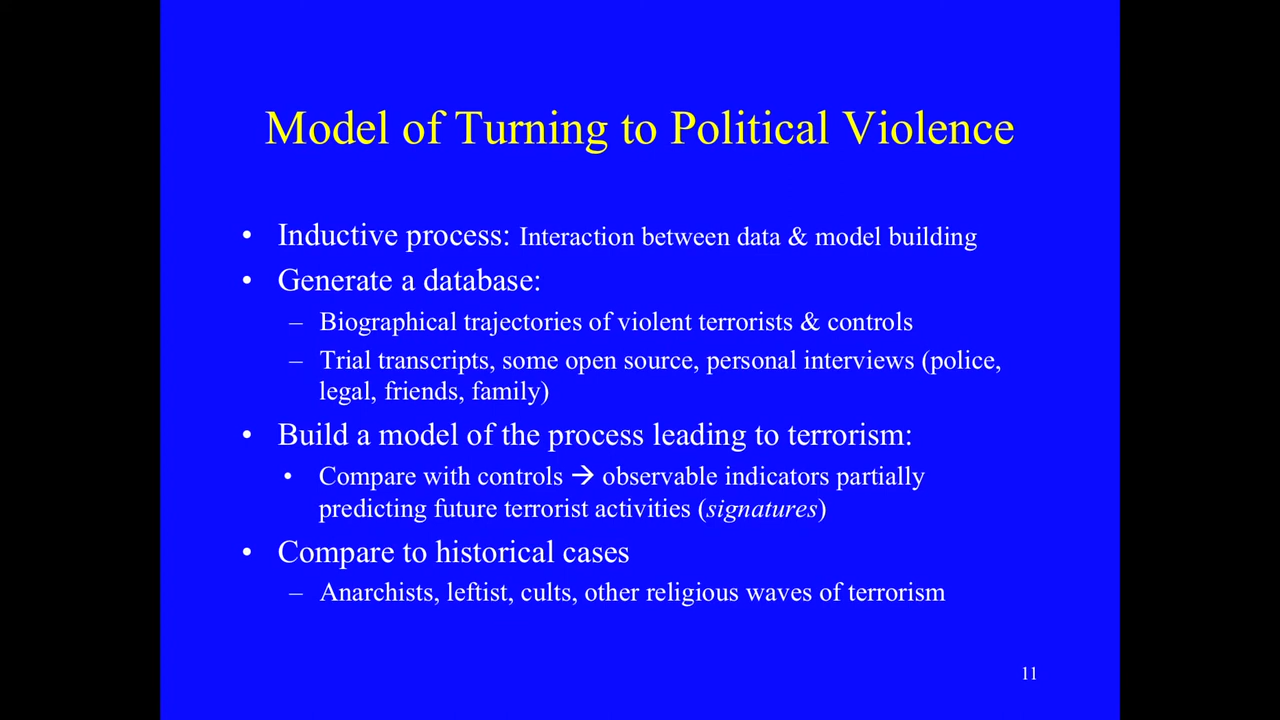 Model of Turning to Political Violence
• Inductive process: Interaction between data & model building
• Generate a database:
– Biographical trajectories of violent terrorists & controls
– Trial transcripts, some open source, personal interviews (police,
legal, friends, family)
• Build a model of the process leading to terrorism:
• Compare with controls → observable indicators partially
predicting future terrorist activities (signatures)
• Compare to historical cases
– Anarchists, leftist, cults, other religious waves of terrorism
11